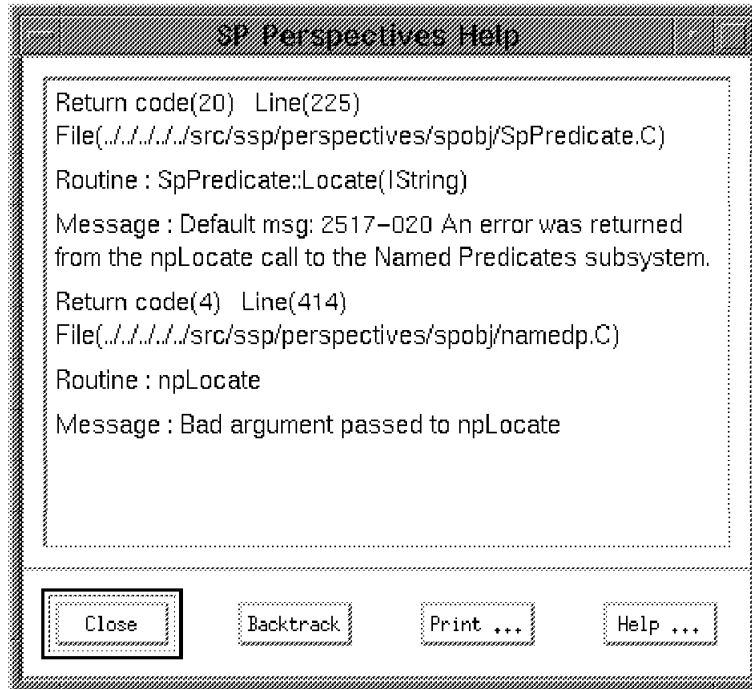 SP Perspectives Help
Return code(20) Line(225)
File(../../../../../src/ssp/perspectives/spobj/SpPredicate.C)
Routine : SpPredicate::Locate(IString)
Message : Default msg: 2517-020 An error was returned
from the npLocate call to the Named Predicates subsystem.
Return code(4) Line(414)
File(../../../../../src/ssp/perspectives/spobj/namedp.C)
Routine : npLocate
Message : Bad argument passed to npLocate
Close Backtrack Print ... Help ...